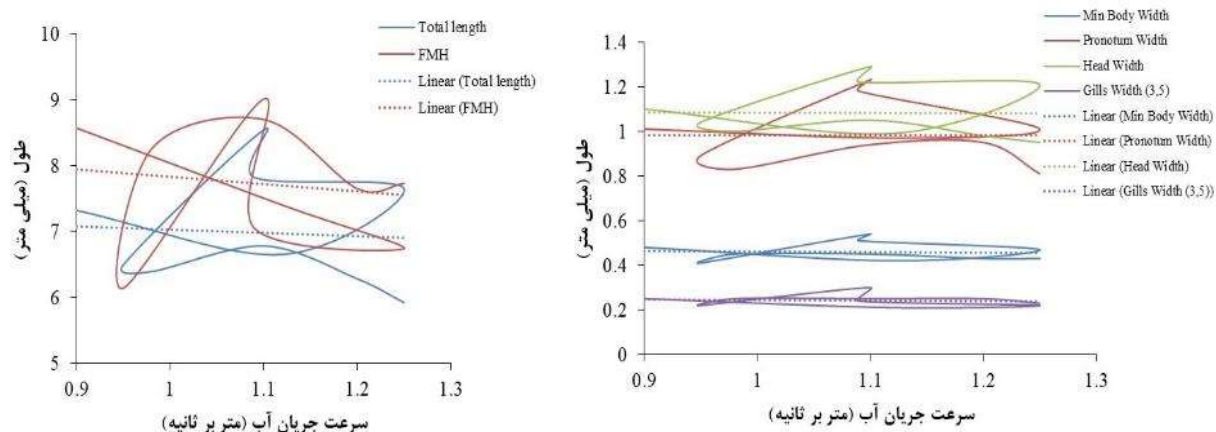 10
9
8
7
6
5
0.9
1
1.1
1.2
1.3
طول (میلی متر)
سرعت جریان آب (متر بر ثانیه)
Total length
FMH
Linear (Total length)
Linear (FMH)
1.4
1.2
1
0.8
0.6
0.4
0.2
0
0.9
1
1.1
1.2
1.3
طول (میلی متر)
سرعت جریان آب (متر بر ثانیه)
Min Body Width
Pronotum Width
Head Width
Gills Width (3,5)
Linear (Min Body Width)
Linear (Pronotum Width)
Linear (Head Width)
Linear (Gills Width (3,5))